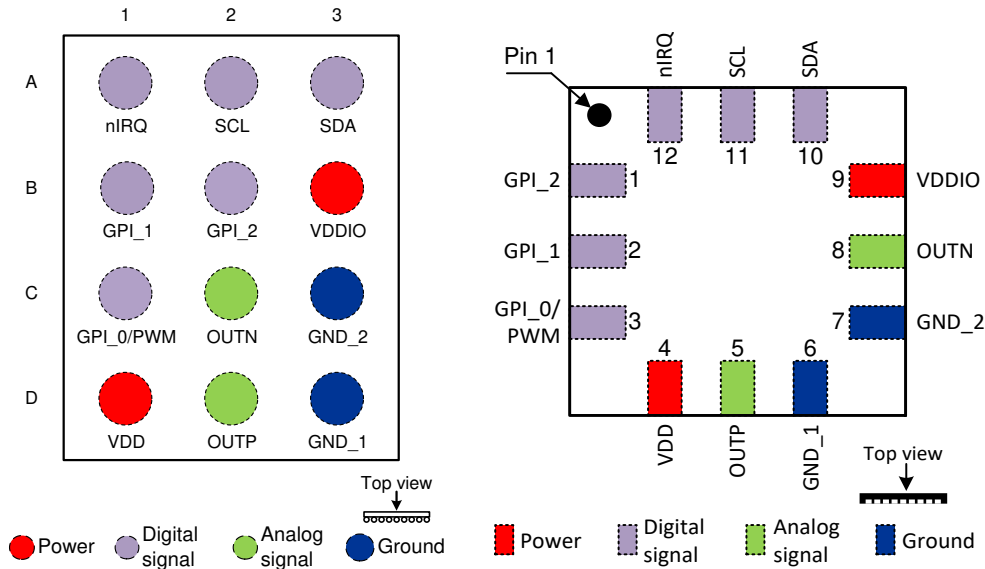 1 2 3
A
nIRQ SCL SDA
B
GPI_1 GPI_2 VDDIO
C
GPI_0/PWM OUTN GND_2
D
VDD OUTP GND_1
Top view
Power Digital signal Analog signal Ground
Pin 1
nIRQ SCL SDA
12 11 10
GPI_2 1 9 VDDIO
GPI_1 2 8 OUTN
GPI_0/
PWM 3 7 GND_2
4 5 6
VDD OUTP GND_1
Top view
Power Digital signal Analog signal Ground